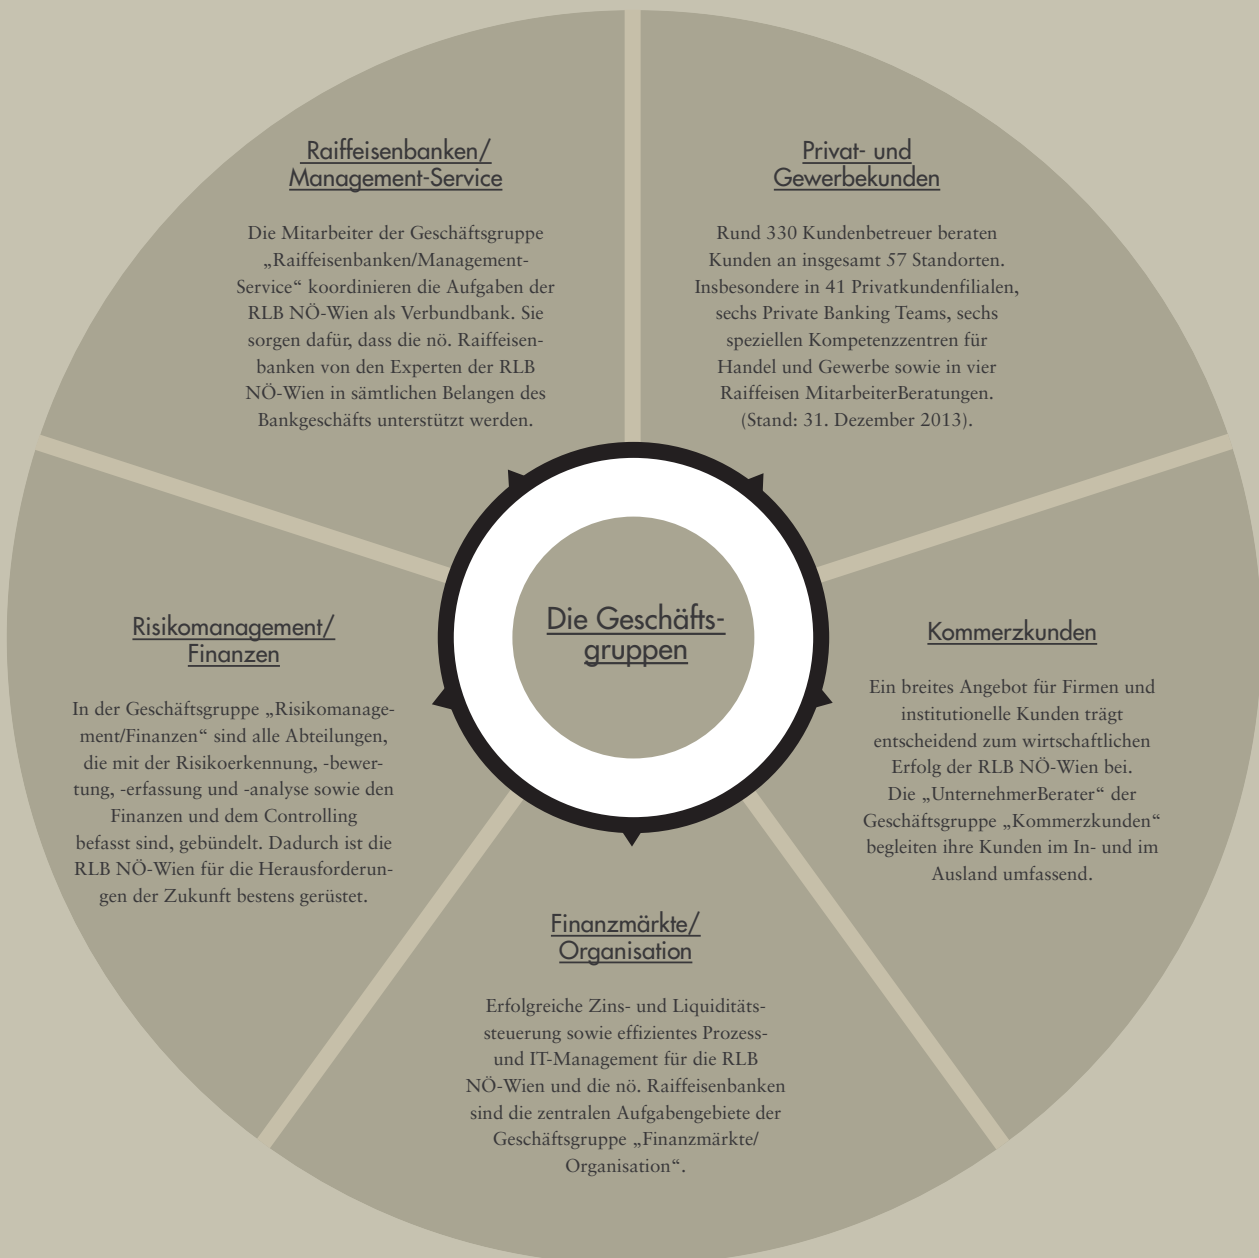 Raiffeisenbanken/
Management-Service
Die Mitarbeiter der Geschäftsgruppe
„Raiffeisenbanken/Management-
Service“ koordinieren die Aufgaben der
RLB NÖ-Wien als Verbundbank. Sie
sorgen dafür, dass die nö. Raiffeisen-
banken von den Experten der RLB
NÖ-Wien in sämtlichen Belangen des
Bankgeschäfts unterstützt werden.
Privat- und
Gewerbekunden
Rund 330 Kundenbetreuer beraten
Kunden an insgesamt 57 Standorten.
Insbesondere in 41 Privatkundenfilialen,
sechs Private Banking Teams, sechs
speziellen Kompetenzzentren für
Handel und Gewerbe sowie in vier
Raiffeisen MitarbeiterBeratungen.
(Stand: 31. Dezember 2013).
Die Geschäfts-
gruppen
Risikomanagement/
Finanzen
In der Geschäftsgruppe „Risikomanage-
ment/Finanzen“ sind alle Abteilungen,
die mit der Risikoerkennung, -bewer-
tung, -erfassung und -analyse sowie den
Finanzen und dem Controlling
befasst sind, gebündelt. Dadurch ist die
RLB NÖ-Wien für die Herausforderun-
gen der Zukunft bestens gerüstet.
Kommerzkunden
Ein breites Angebot für Firmen und
institutionelle Kunden trägt
entscheidend zum wirtschaftlichen
Erfolg der RLB NÖ-Wien bei.
Die „UnternehmerBerater“ der
Geschäftsgruppe „Kommerzkunden“
begleiten ihre Kunden im In- und im
Ausland umfassend.
Finanzmärkte/
Organisation
Erfolgreiche Zins- und Liquiditäts-
steuerung sowie effizientes Prozess-
und IT-Management für die RLB
NÖ-Wien und die nö. Raiffeisenbanken
sind die zentralen Aufgabengebiete der
Geschäftsgruppe „Finanzmärkte/
Organisation“.